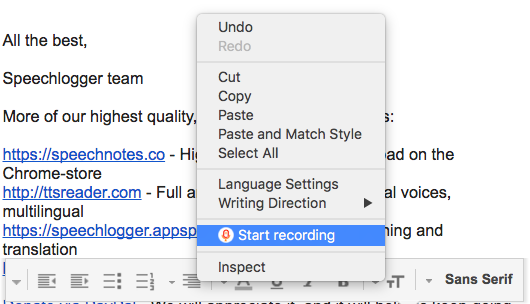 All the best,
Speechlogger team
More of our highest quality,
s:
https://speechnotes.co - Hi
ad on the
Chrome-store
http://ttsreader.com - Full a
al voices,
multilingual
https://speechlogger.appsp
ning and
translation
Undo
Redo
Cut
Copy
Paste
Paste and Match Style
Select All
Language Settings
Writing Direction
Start recording
Inspect
Sans Serif